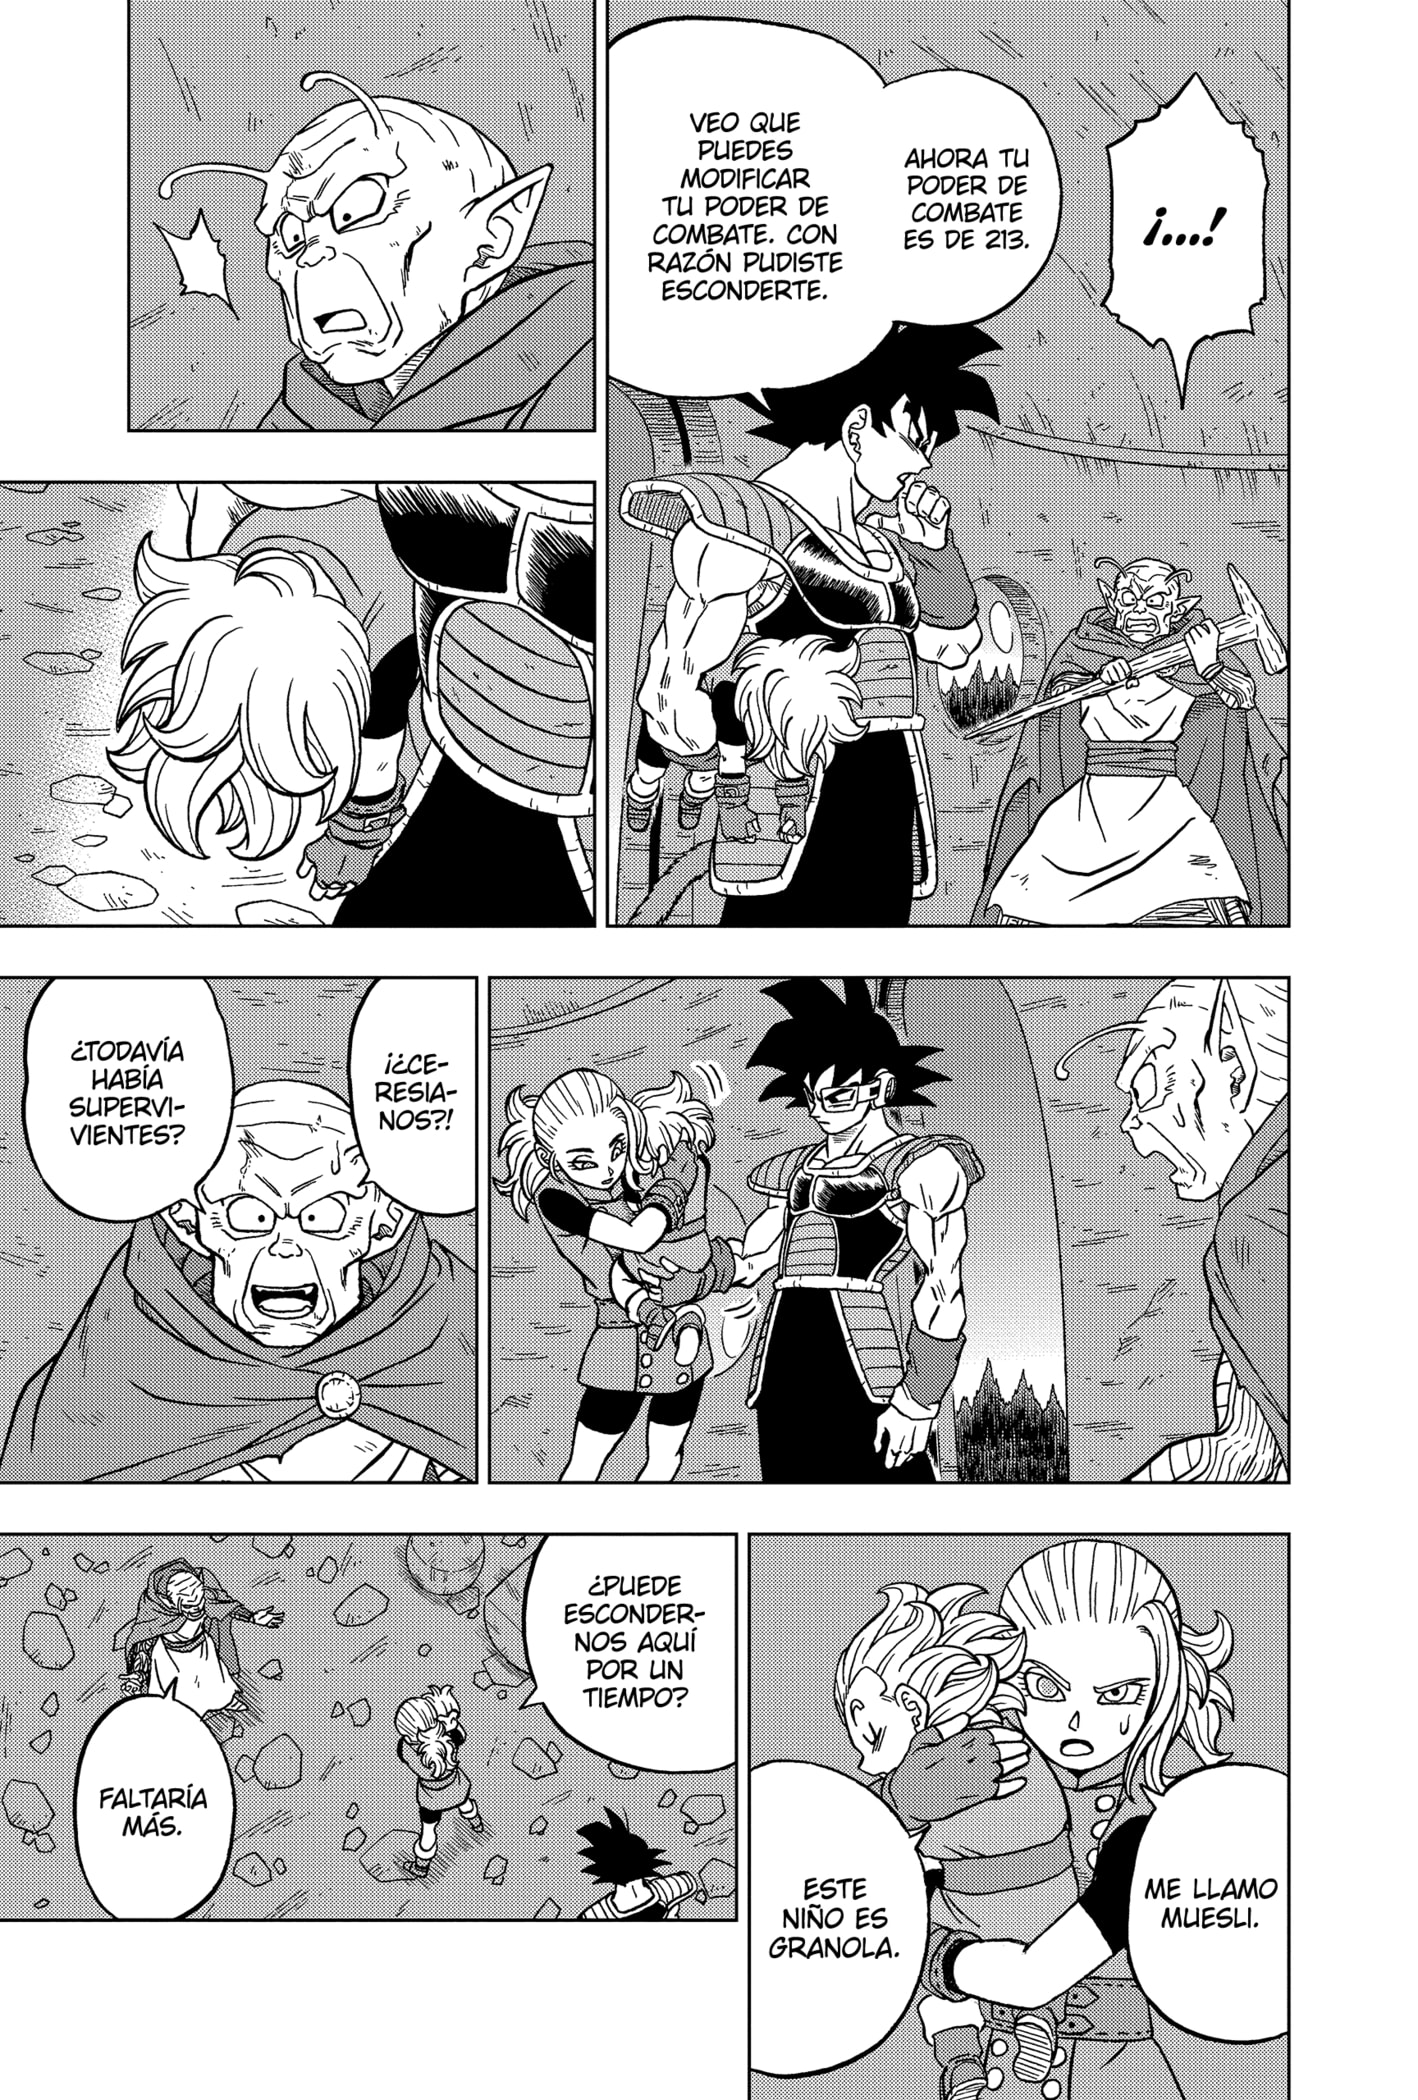 ¡....!
AHORA TU
PODER DE
COMBATE
ES DE 213.
VEO QUE
PUEDES
MODIFICAR
TU PODER DE
COMBATE. CON
RAZÓN PUDISTE
ESCONDERTE.
¡¿CE-
RESIA-
NOS?!
¿TODAVÍA
HABÍA
SUPERVI-
VIENTES?
ME LLAMO
MUESLI.
ESTE
NIÑO ES
GRANOLA.
¿PUEDE
ESCONDER-
NOS AQUÍ
POR UN
TIEMPO?
FALTARÍA
MÁS.